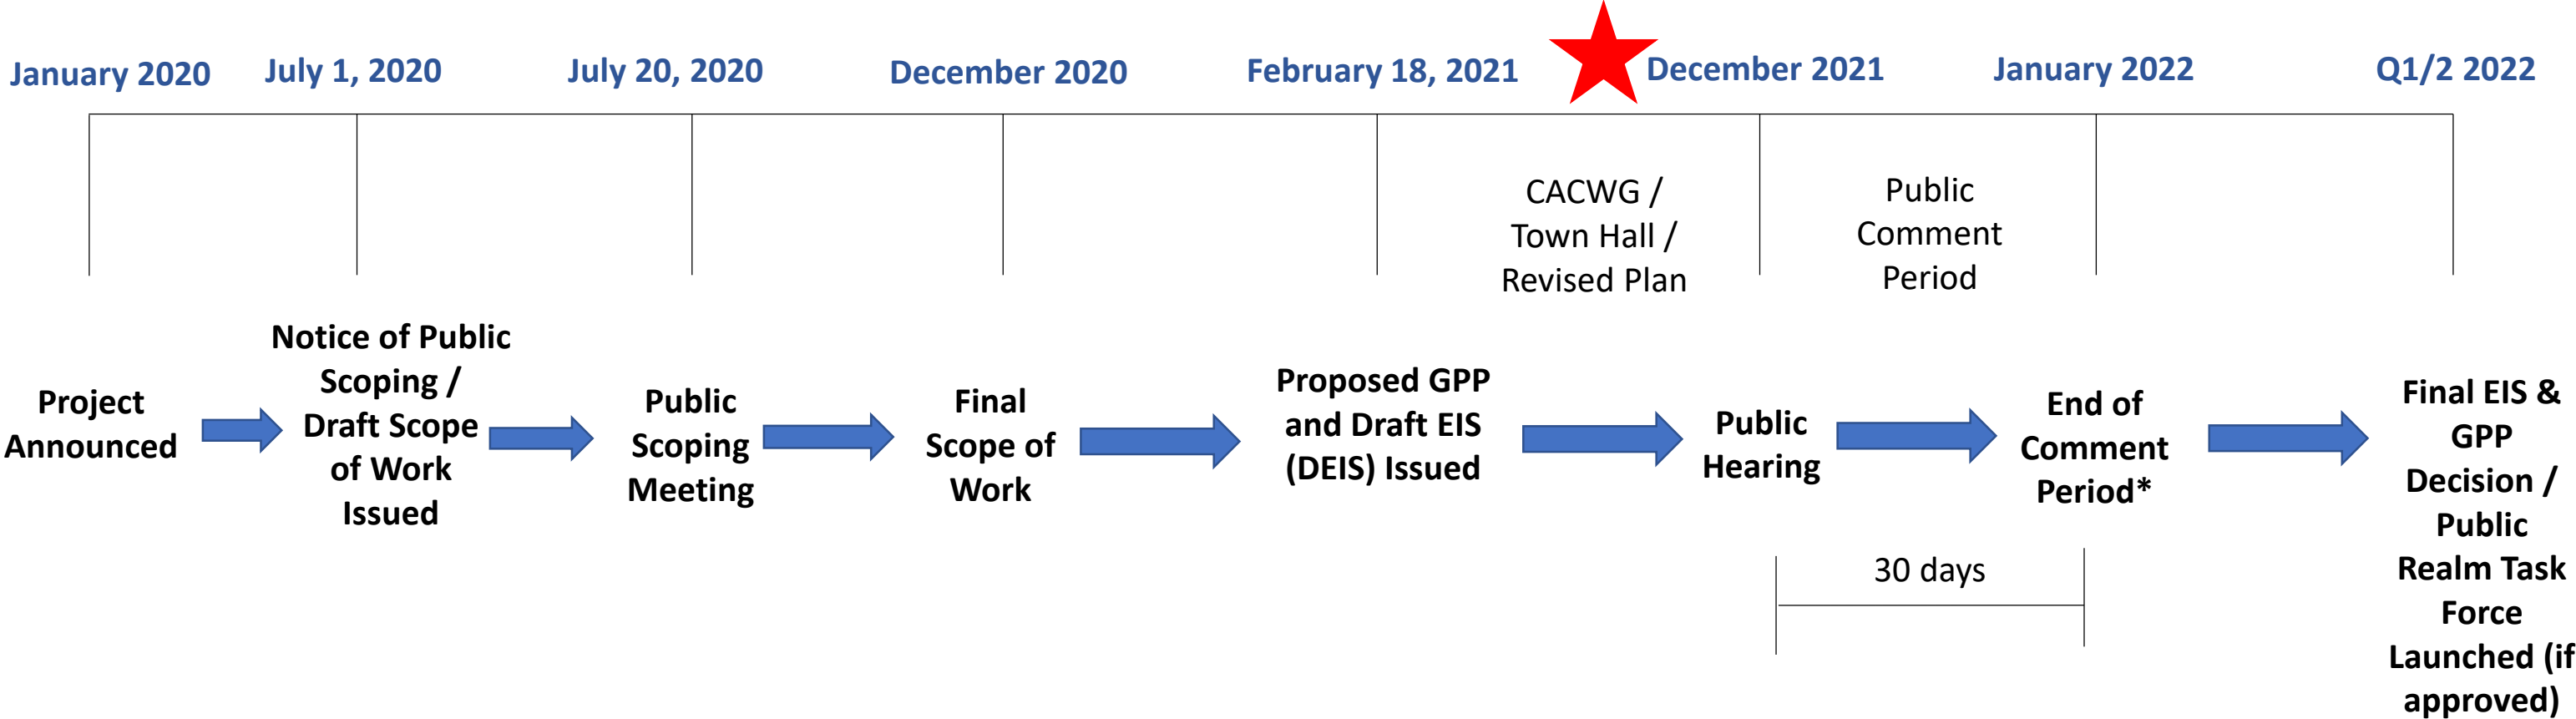 January 2020
July 1, 2020
July 20, 2020
December 2020
February 18, 2021
December 2021
January 2022
Q1/2 2022
CACWG /
Town Hall /
Revised Plan
Public
Comment
Period
Project
Announced
Notice of Public
Scoping /
Draft Scope
of Work
Issued
Public
Scoping
Meeting
Final
Scope of
Work
Proposed GPP
and Draft EIS
(DEIS) Issued
Public
Hearing
End of
Comment
Period*
Final EIS &
GPP
Decision /
Public
Realm Task
Force
Launched (if
approved)
30 days